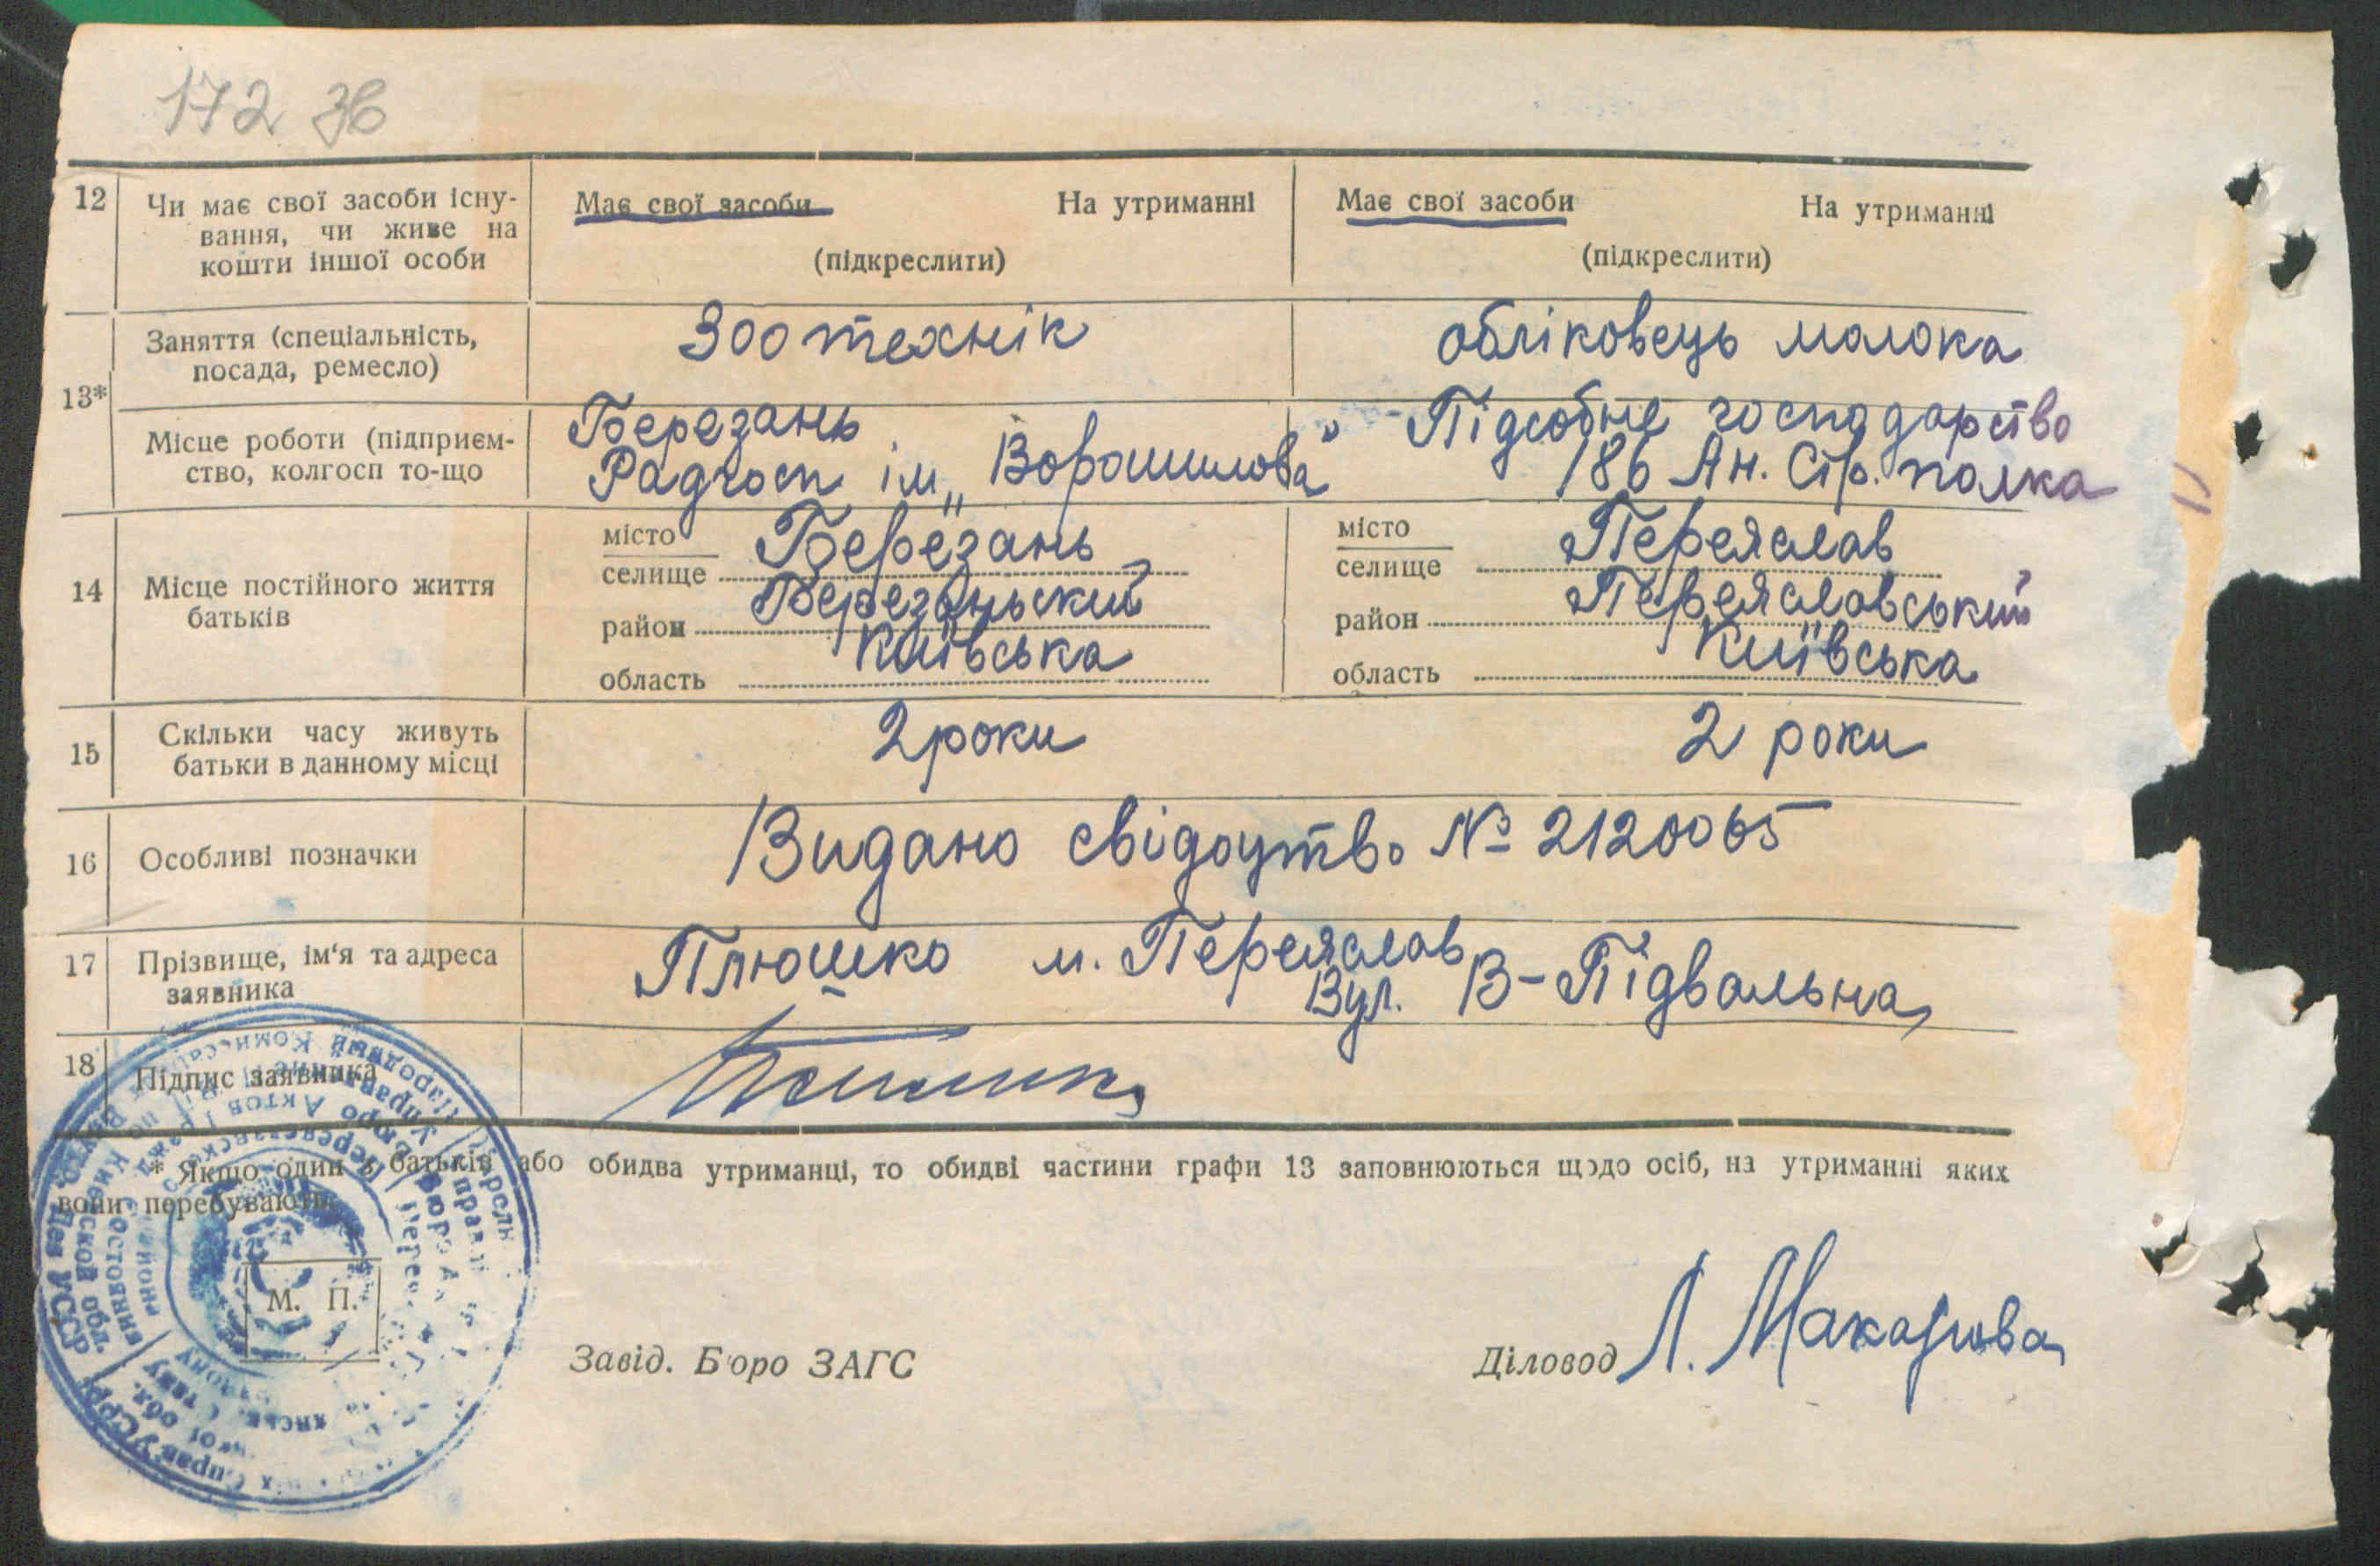 172 зв
12 Чи має свої засоби існу- Має свої засоби На утриманні Має свої засоби На утриманні
вання, чи живе на
кошти іншої особи (підкреслити) (підкреслити)
13* Заняття (спеціальність, Зоотехнік обліковець молока
посада, ремесло)
Місце роботи (підприєм- Березань Підсобне господарство
ство, колгосп то-що Радгосп ім „Ворошилова" 186 Ан. Стр. полка
14 Місце постійного життя місто Березань місто Переяслав
батьків селище селище
район Березанський район Переяславський
область Київська область Київська
15 Скільки часу живуть 2 роки 2 роки
батьки в данному місці
16 Особливі позначки Видано свідоцтво № 2120065
17 Прізвище, ім'я та адреса Плюшко м. Переяслав
заявника Вул. В-Підвальна
18 Підпис заявника
* Якщо один з батьків або обидва утриманці, то обидві частини графи 13 заповнюються щодо осіб, на утриманні яких
вони перебувають.
М. П.
Завід. Бюро ЗАГС Діловод Л. Макарова